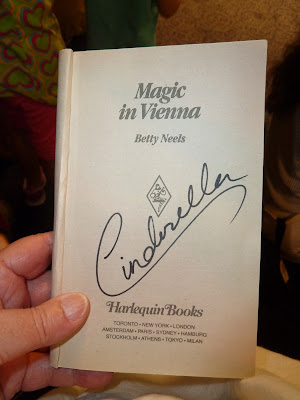 Magic
in Vienna
Betty Neels
Cinderella
Harlequin Books
TORONTO • NEW YORK • LONDON
AMSTERDAM • PARIS • SYDNEY • HAMBURG
STOCKHOLM • ATHENS • TOKYO • MILAN